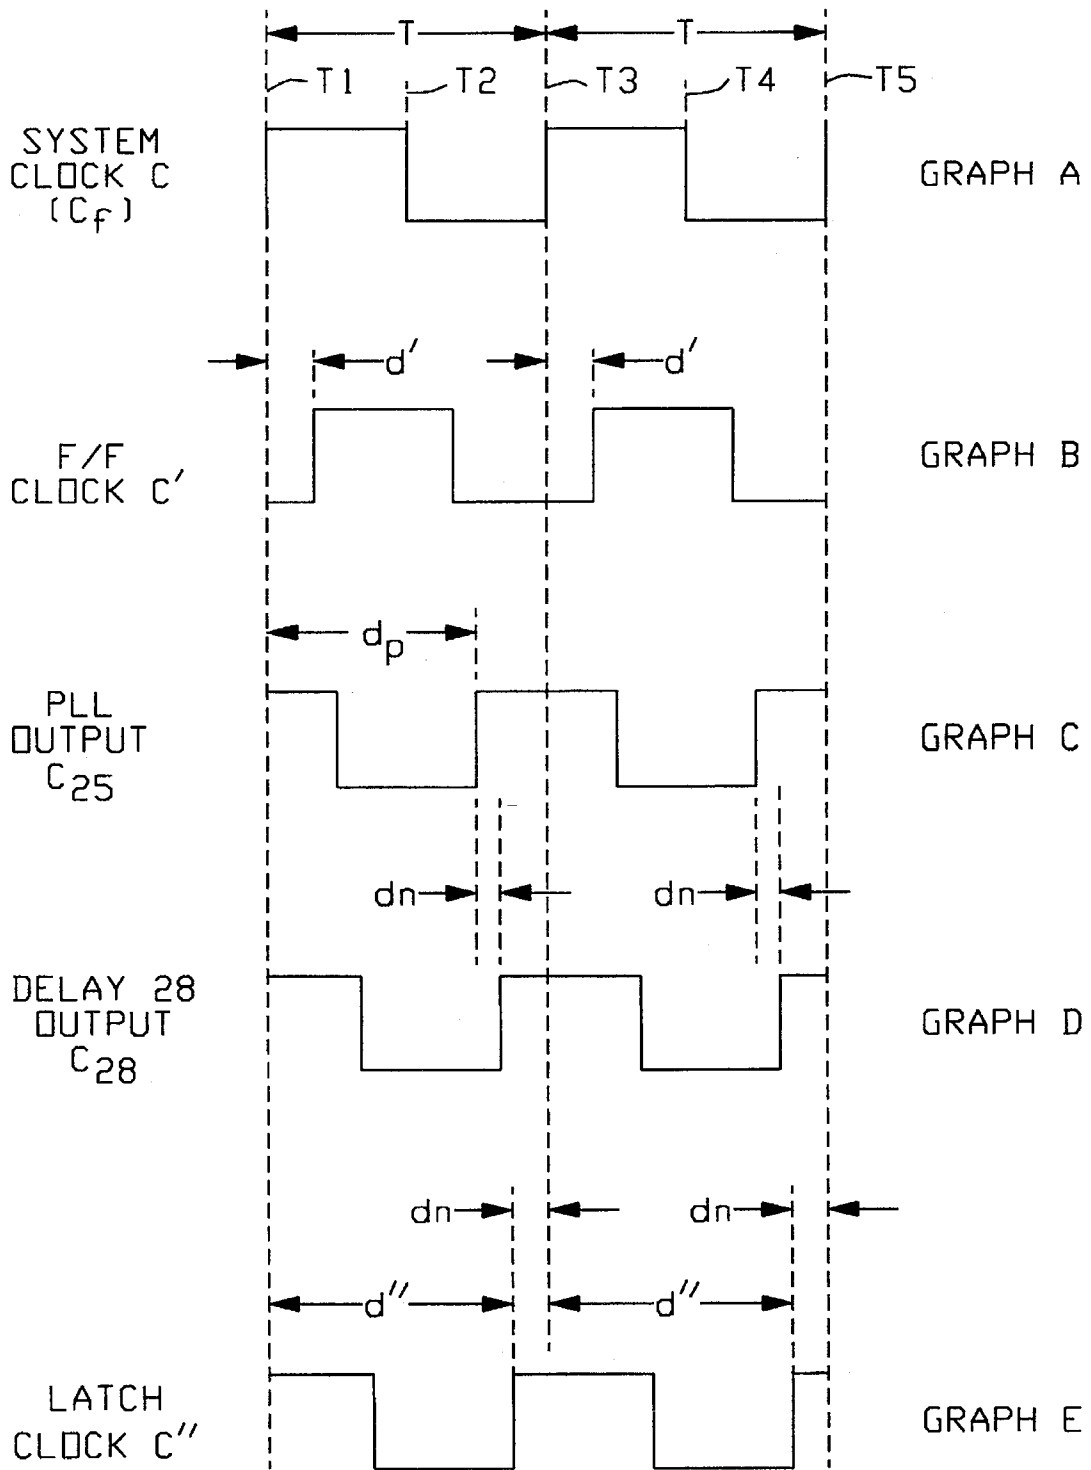 T T
T1 T2 T3 T4 T5
SYSTEM
CLOCK C
(Cf)
GRAPH A
d' d'
F/F
CLOCK C'
GRAPH B
dp
PLL
OUTPUT
C25
GRAPH C
dn dn
DELAY 28
OUTPUT
C28
GRAPH D
dn dn
d" d"
LATCH
CLOCK C"
GRAPH E